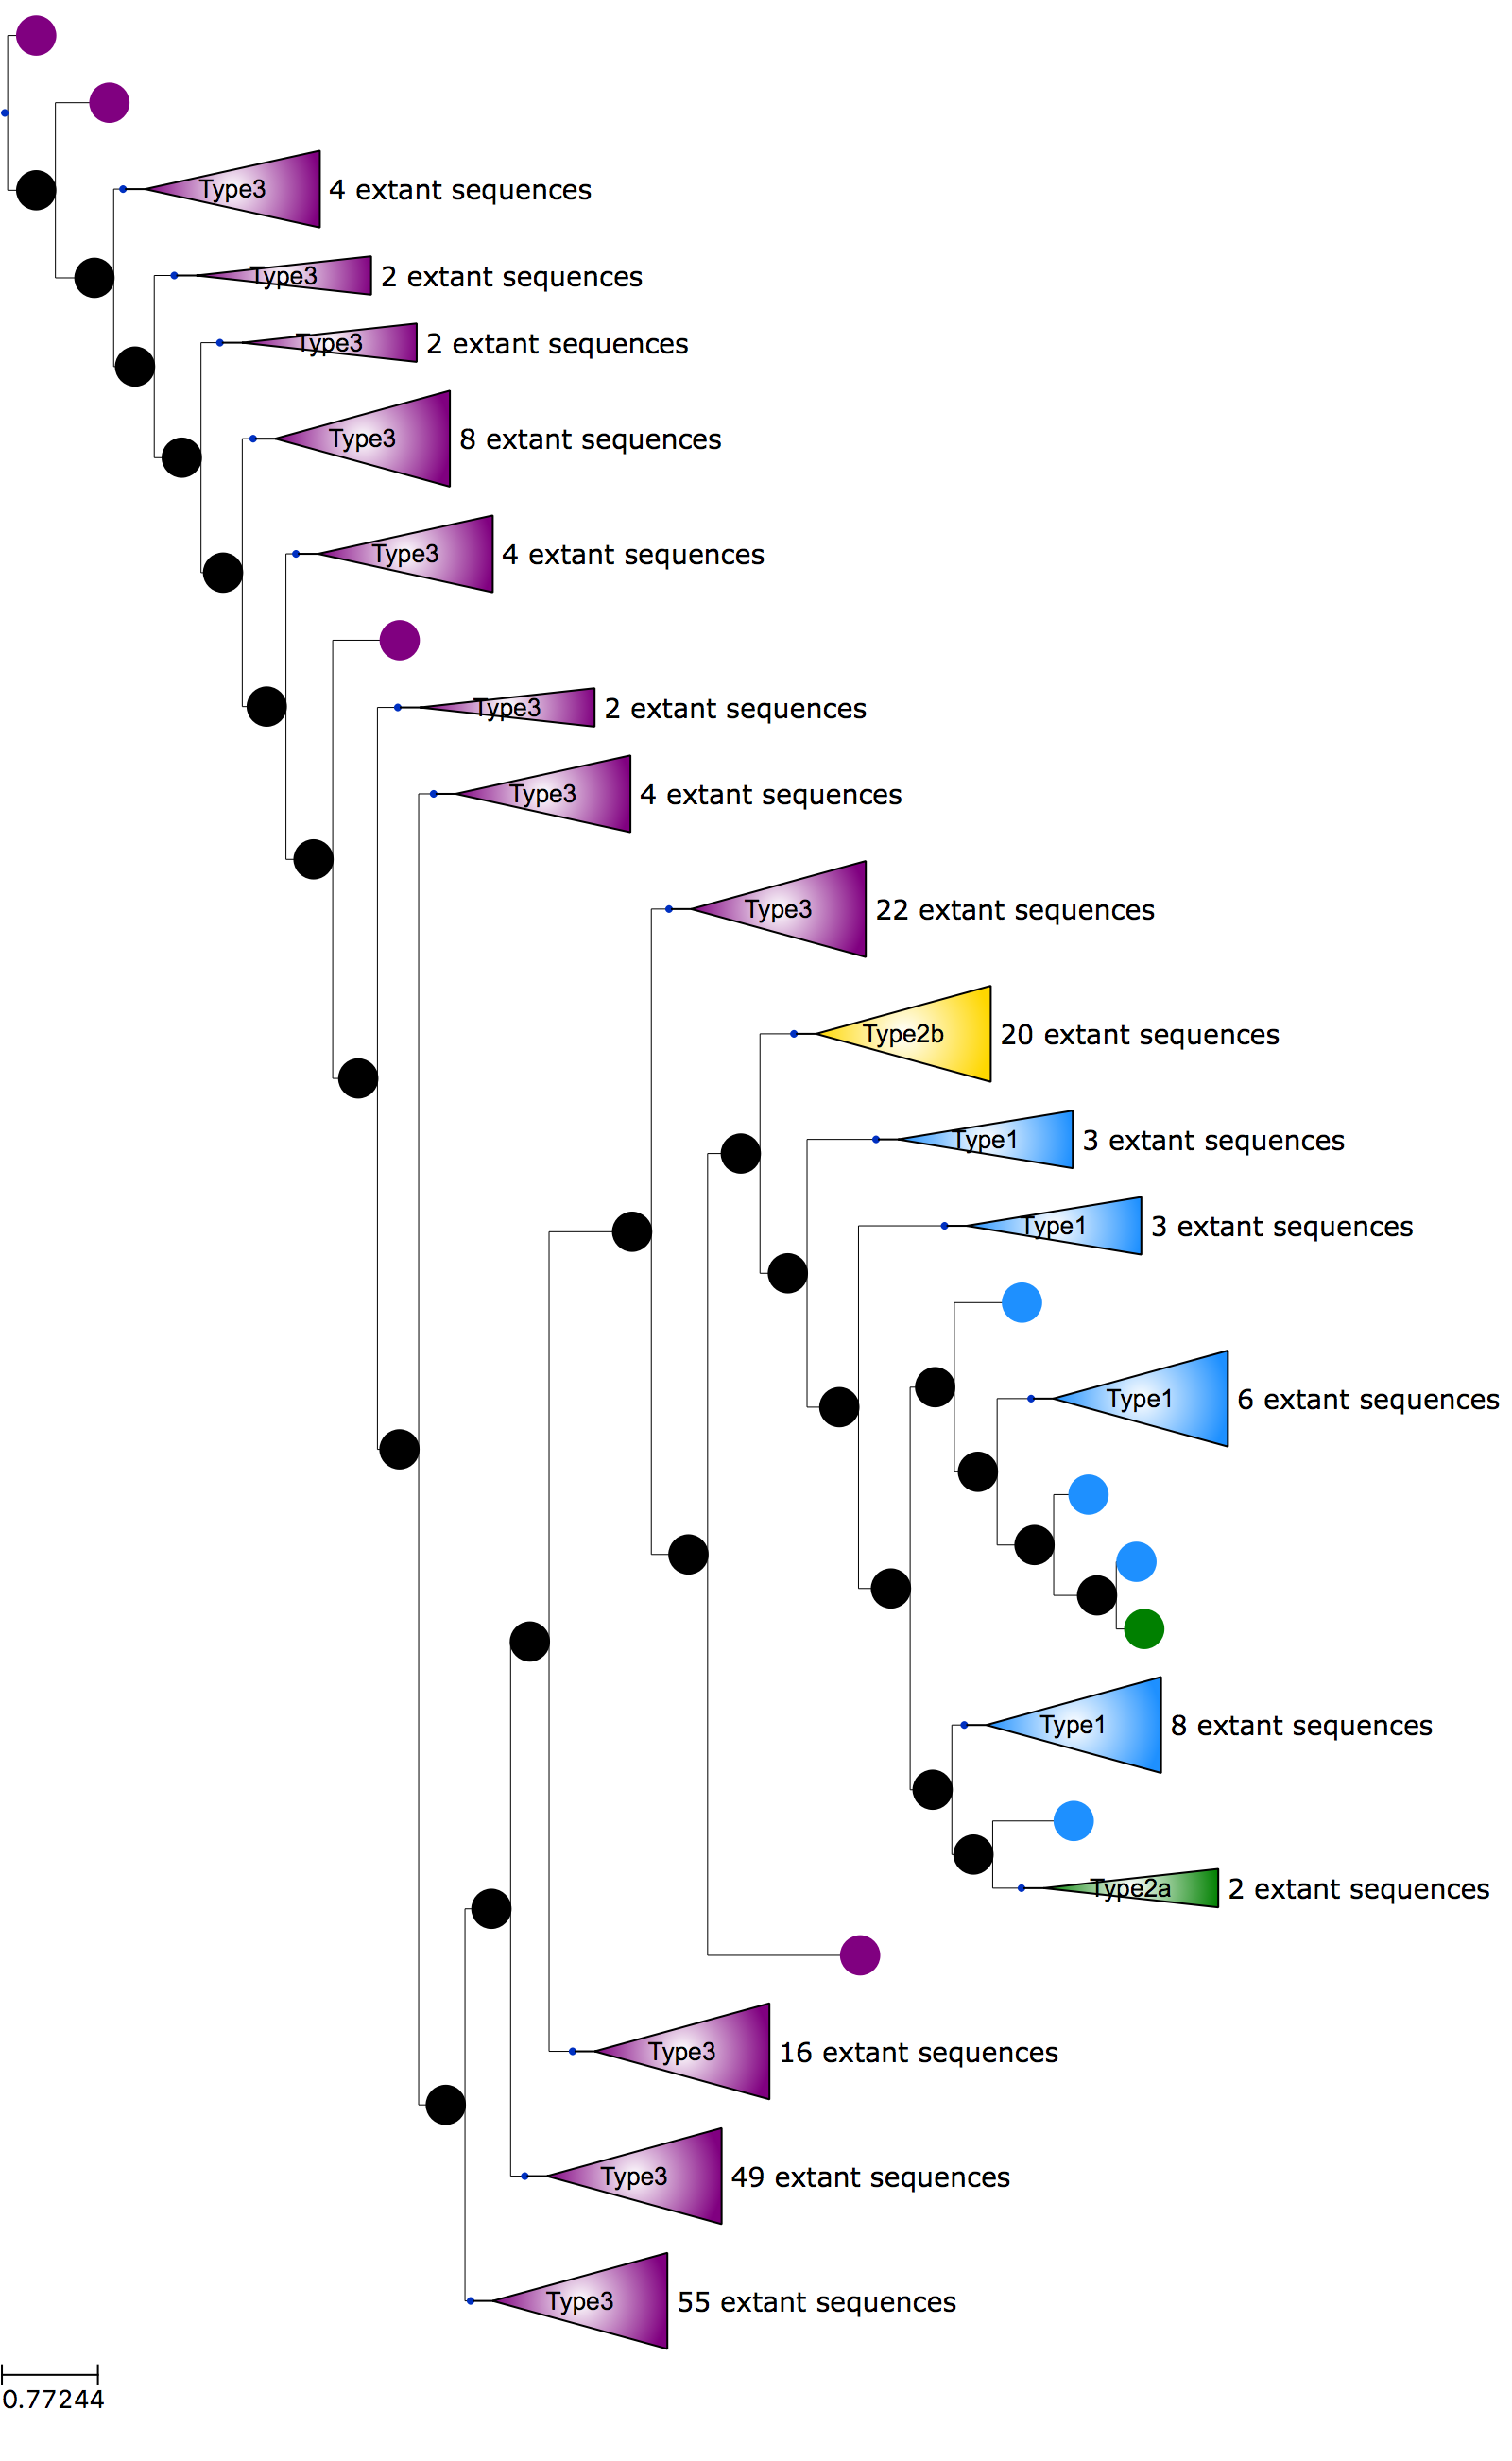 Type3 4 extant sequences
Type3 2 extant sequences
Type3 2 extant sequences
Type3 8 extant sequences
Type3 4 extant sequences
Type3 2 extant sequences
Type3 4 extant sequences
Type3 22 extant sequences
Type2b 20 extant sequences
Type1 3 extant sequences
Type1 3 extant sequences
Type1 6 extant sequences
Type1 8 extant sequences
Type2a 2 extant sequences
Type3 16 extant sequences
Type3 49 extant sequences
Type3 55 extant sequences
0.77244